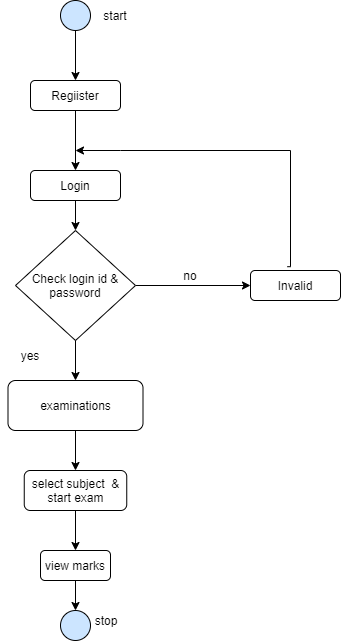 start
Regiister
Login
Check login id &
password
no
Invalid
yes
examinations
select subject &
start exam
view marks
stop